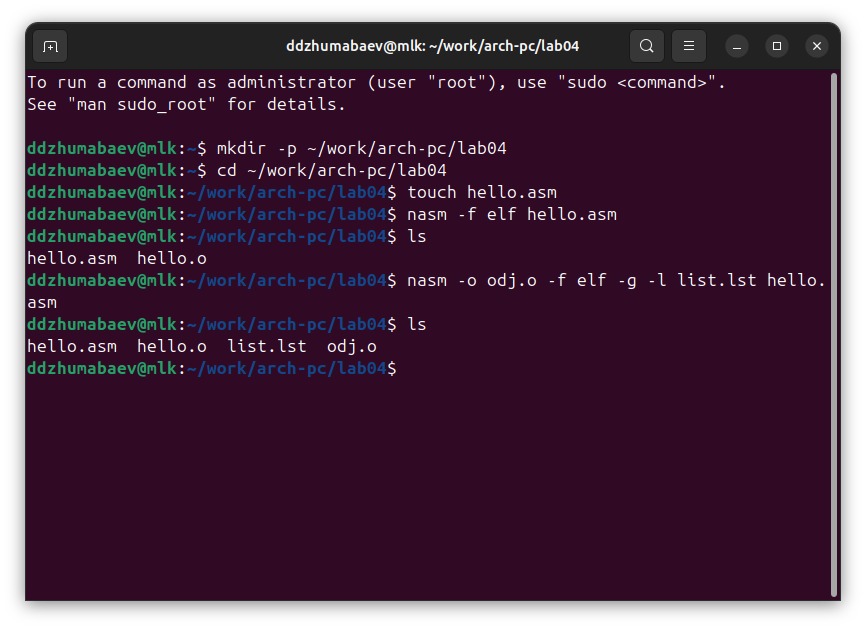 ddzhumabaev@mlk: ~/work/arch-pc/lab04
To run a command as administrator (user "root"), use "sudo <command>".
See "man sudo_root" for details.
ddzhumabaev@mlk:~$ mkdir -p ~/work/arch-pc/lab04
ddzhumabaev@mlk:~$ cd ~/work/arch-pc/lab04
ddzhumabaev@mlk:~/work/arch-pc/lab04$ touch hello.asm
ddzhumabaev@mlk:~/work/arch-pc/lab04$ nasm -f elf hello.asm
ddzhumabaev@mlk:~/work/arch-pc/lab04$ ls
hello.asm  hello.o
ddzhumabaev@mlk:~/work/arch-pc/lab04$ nasm -o odj.o -f elf -g -l list.lst hello.
asm
ddzhumabaev@mlk:~/work/arch-pc/lab04$ ls
hello.asm  hello.o  list.lst  odj.o
ddzhumabaev@mlk:~/work/arch-pc/lab04$